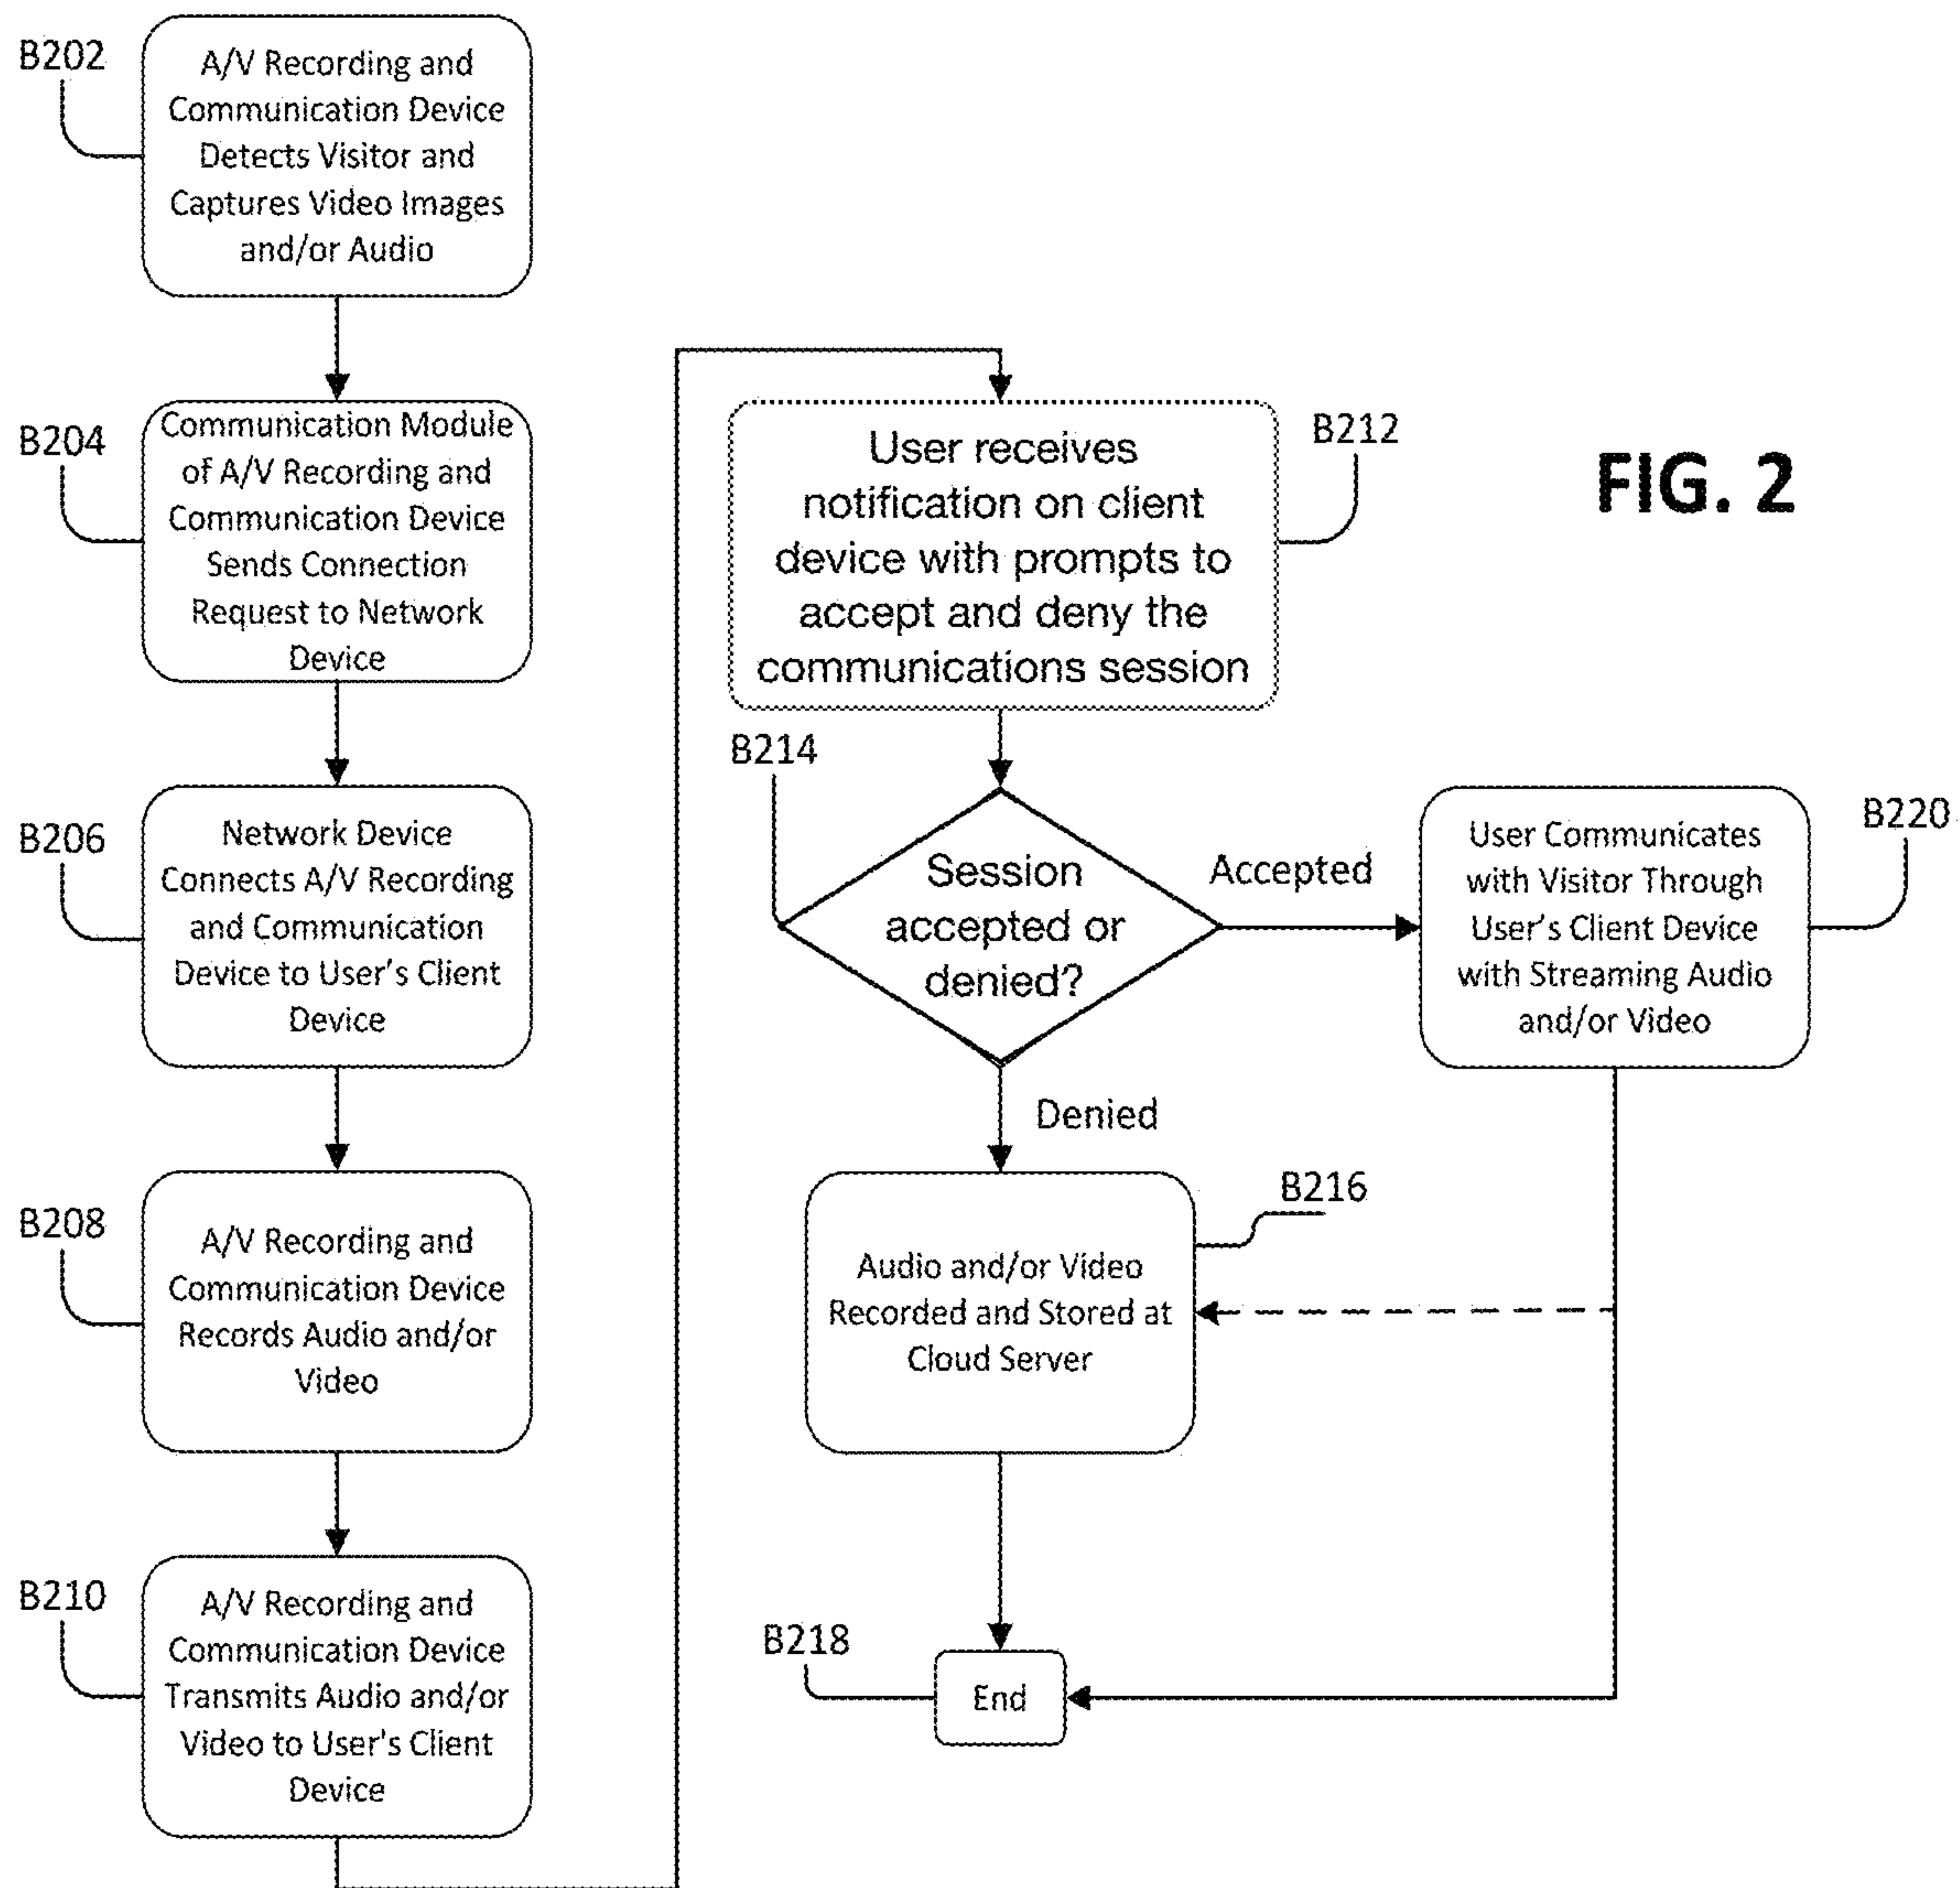 B202
A/V Recording and
Communication Device
Detects Visitor and
Captures Video Images
and/or Audio
B204
Communication Module
of A/V Recording and
Communication Device
Sends Connection
Request to Network
Device
B206
Network Device
Connects A/V Recording
and Communication
Device to User's Client
Device
B208
A/V Recording and
Communication Device
Records Audio and/or
Video
B210
A/V Recording and
Communication Device
Transmits Audio and/or
Video to User's Client
Device
B212
User receives
notification on client
device with prompts to
accept and deny the
communications session
FIG. 2
B214
Session
accepted or
denied?
Accepted
B220
User Communicates
with Visitor Through
User's Client Device
with Streaming Audio
and/or Video
Denied
B216
Audio and/or Video
Recorded and Stored at
Cloud Server
B218
End